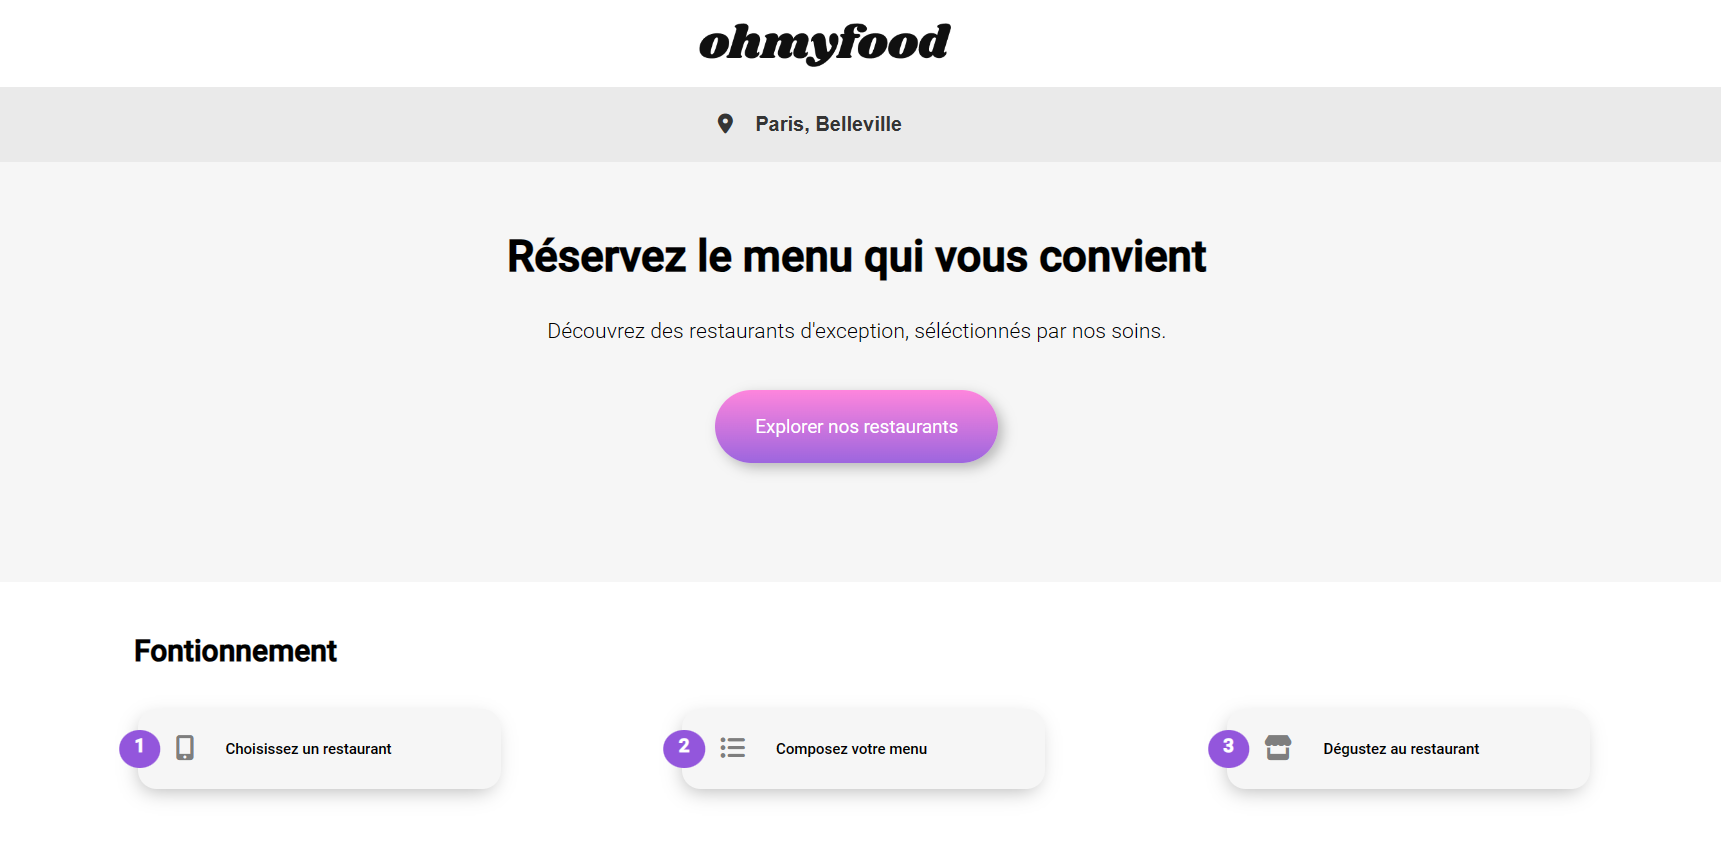 ohmyfood
Paris, Belleville
Réservez le menu qui vous convient
Découvrez des restaurants d'exception, séléctionnés par nos soins.
Explorer nos restaurants
Fontionnement
1 Choisissez un restaurant
2 Composez votre menu
3 Dégustez au restaurant